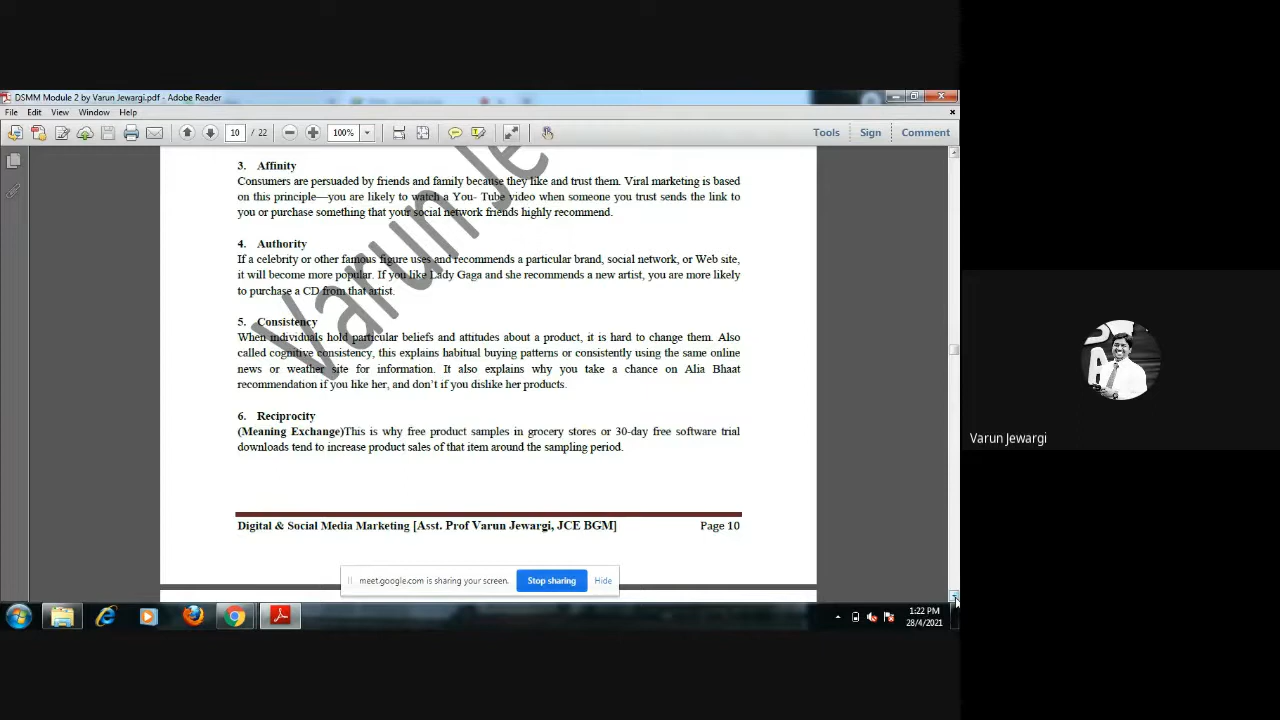 DSMM Module 2 by Varun Jewargi.pdf - Adobe Reader
File Edit View Window Help
10 / 22 100% Tools Sign Comment
3. Affinity
Consumers are persuaded by friends and family because they like and trust them. Viral marketing is based
on this principle—you are likely to watch a You- Tube video when someone you trust sends the link to
you or purchase something that your social network friends highly recommend.
4. Authority
If a celebrity or other famous figure uses and recommends a particular brand, social network, or Web site,
it will become more popular. If you like Lady Gaga and she recommends a new artist, you are more likely
to purchase a CD from that artist.
5. Consistency
When individuals hold particular beliefs and attitudes about a product, it is hard to change them. Also
called cognitive consistency, this explains habitual buying patterns or consistently using the same online
news or weather site for information. It also explains why you take a chance on Alia Bhaat
recommendation if you like her, and don't if you dislike her products.
6. Reciprocity
(Meaning Exchange)This is why free product samples in grocery stores or 30-day free software trial
downloads tend to increase product sales of that item around the sampling period.
Varun Je
Digital & Social Media Marketing [Asst. Prof Varun Jewargi, JCE BGM] Page 10
meet.google.com is sharing your screen. Stop sharing Hide
1:22 PM
28/4/2021
Varun Jewargi